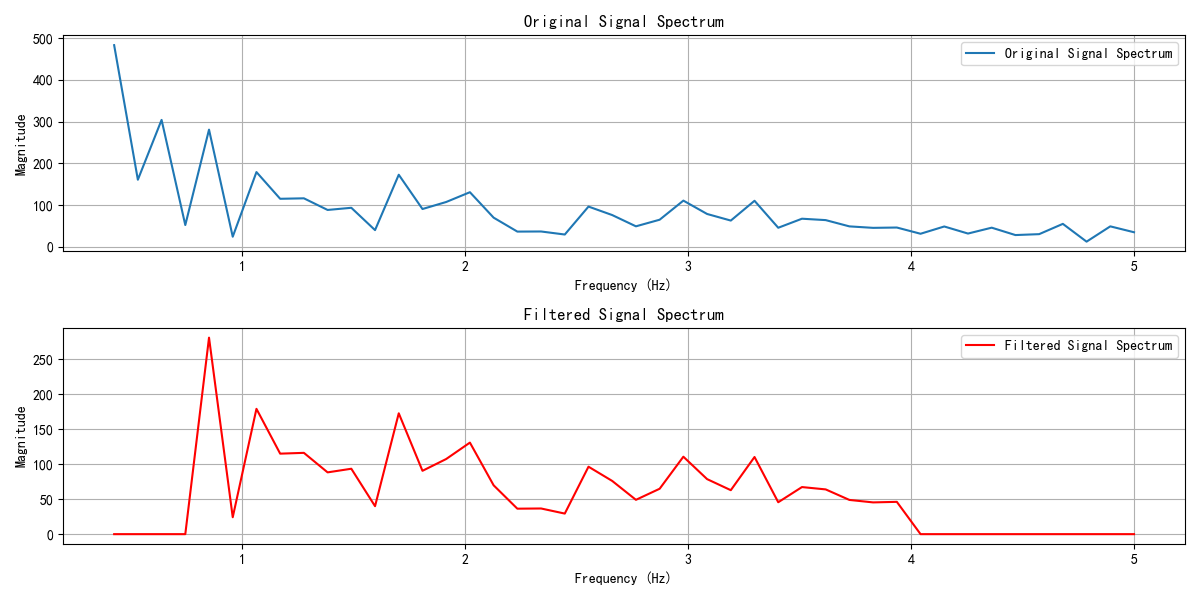 Original Signal Spectrum
500
400
300
200
100
0
Magnitude
Original Signal Spectrum
1 2 3 4 5
Frequency (Hz)
Filtered Signal Spectrum
250
200
150
100
50
0
Magnitude
Filtered Signal Spectrum
1 2 3 4 5
Frequency (Hz)